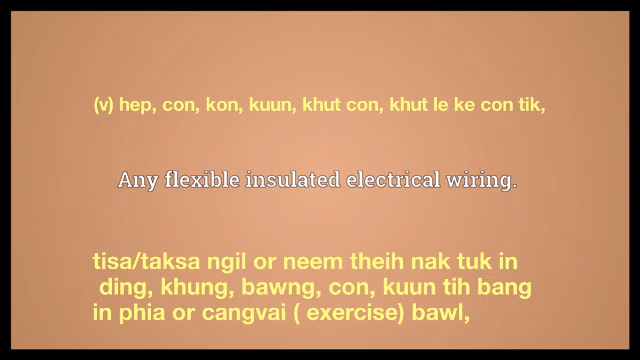 (v) hep, con, kon, kuun, khut con, khut le ke con tik,
Any flexible insulated electrical wiring.
tisa/taksa ngil or neem theih nak tuk in
ding, khung, bawng, con, kuun tih bang
in phia or cangvai ( exercise) bawl,